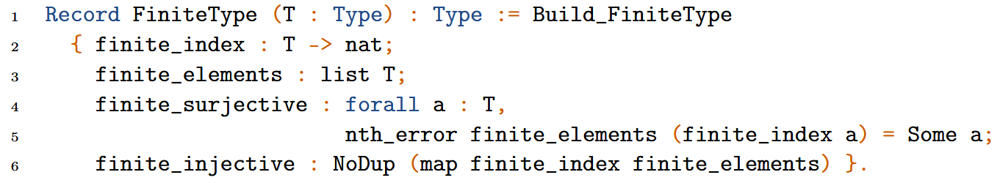 1 Record FiniteType (T : Type) : Type := Build_FiniteType
2 { finite_index : T -> nat;
3 finite_elements : list T;
4 finite_surjective : forall a : T,
5 nth_error finite_elements (finite_index a) = Some a;
6 finite_injective : NoDup (map finite_index finite_elements) }.